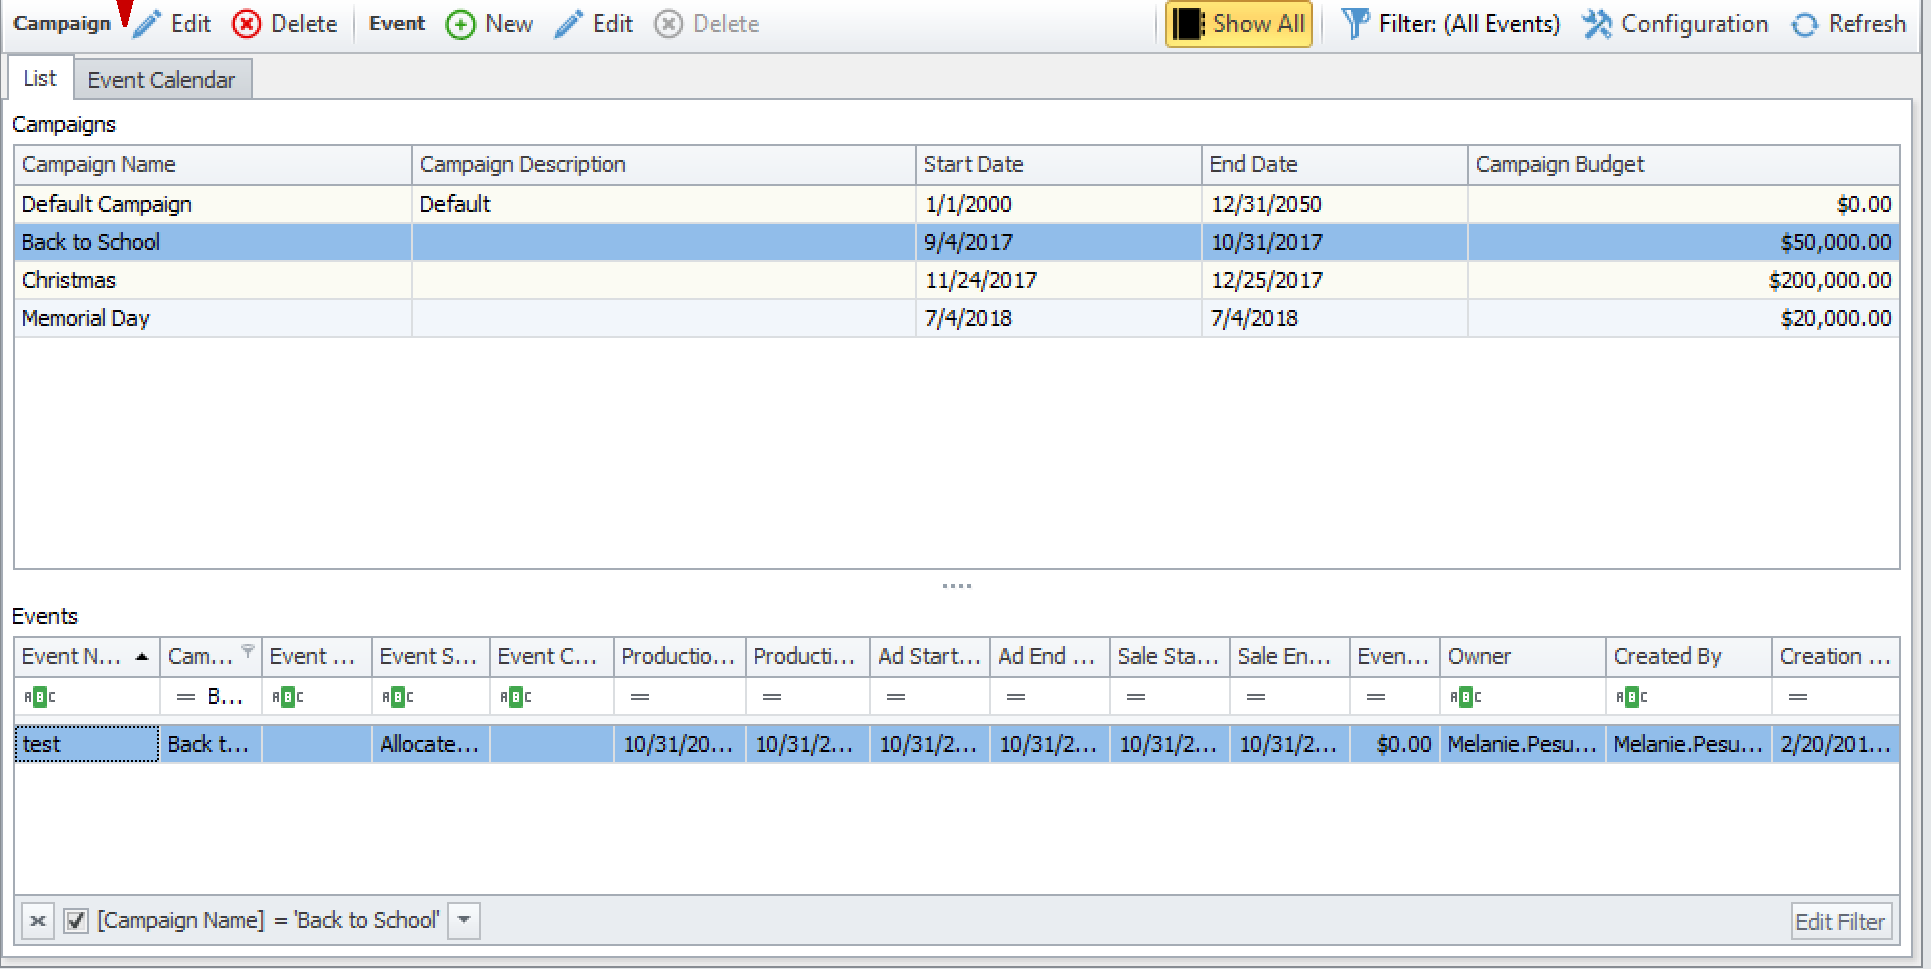 Campaign Edit Delete Event New Edit Delete Show All Filter: (All Events) Configuration Refresh
List Event Calendar
Campaigns
Campaign Name Campaign Description Start Date End Date Campaign Budget
Default Campaign Default 1/1/2000 12/31/2050 $0.00
Back to School 9/4/2017 10/31/2017 $50,000.00
Christmas 11/24/2017 12/25/2017 $200,000.00
Memorial Day 7/4/2018 7/4/2018 $20,000.00
Events
Event N... Cam... Event ... Event S... Event C... Productio... Producti... Ad Start... Ad End ... Sale Sta... Sale En... Even... Owner Created By Creation ...
ABC = B... ABC ABC ABC = = = = = = = ABC ABC =
test Back t... Allocate... 10/31/20... 10/31/2... 10/31/2... 10/31/2... 10/31/2... 10/31/2... $0.00 Melanie.Pesu... Melanie.Pesu... 2/20/201...
[Campaign Name] = 'Back to School' Edit Filter